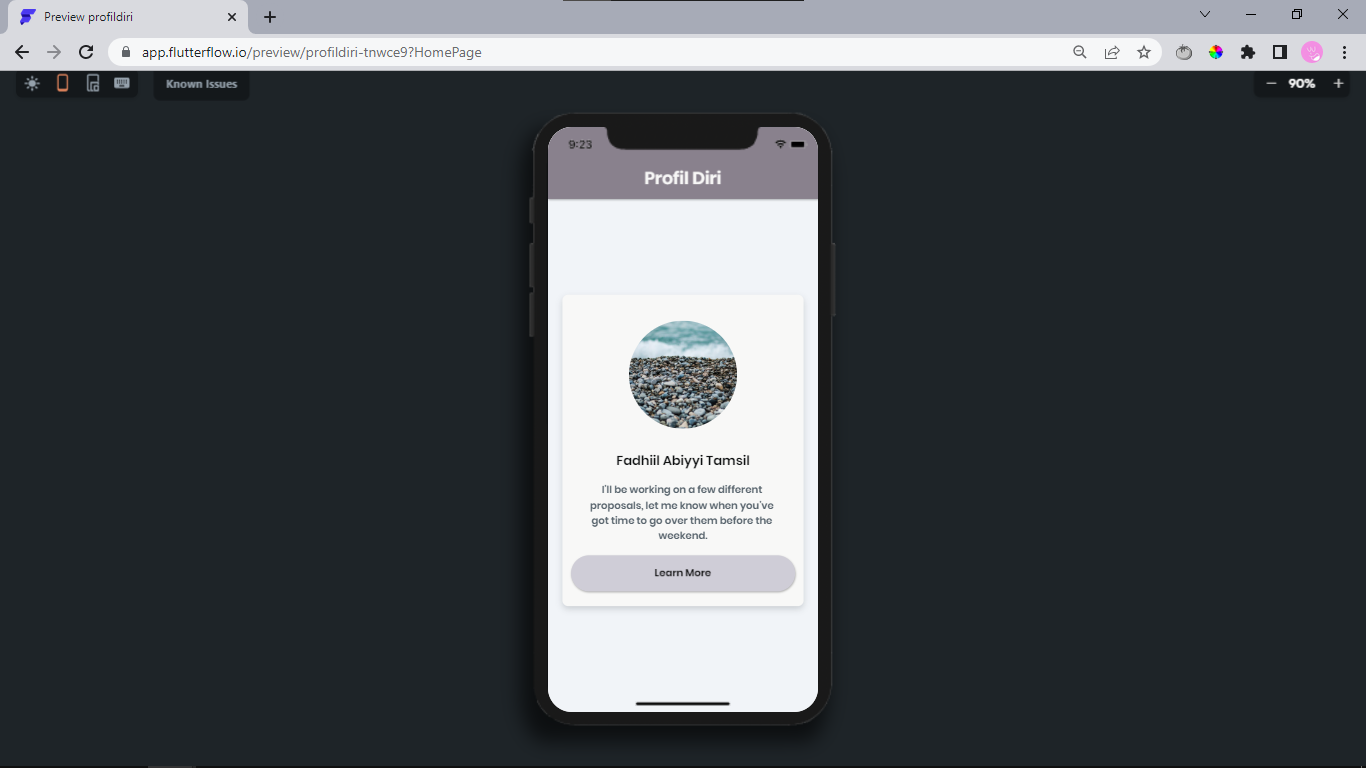 Preview profildiri
app.flutterflow.io/preview/profildiri-tnwce9?HomePage
Known Issues
90%
9:23
Profil Diri
Fadhiil Abiyyi Tamsil
I'll be working on a few different
proposals, let me know when you've
got time to go over them before the
weekend.
Learn More